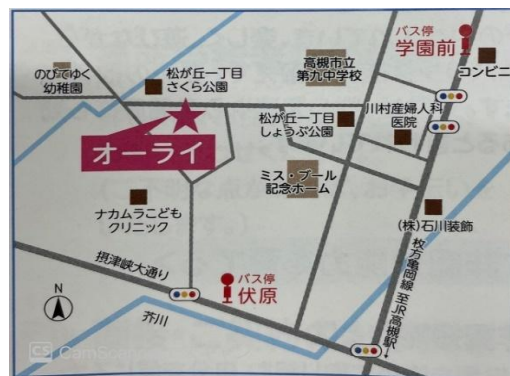 バス停
学園前
コンビニ
高槻市立
第九中学校
松が丘一丁目
さくら公園
のびてゆく
幼稚園
川村産婦人科
医院
松が丘一丁目
しょうぶ公園
オーライ
ミス・ブール
記念ホーム
ナカムラこども
クリニック
(株)石川装飾
摂津峡大通り
バス停
伏原
枚方亀岡線 至JR高槻駅
芥川
N
CS CamScanner